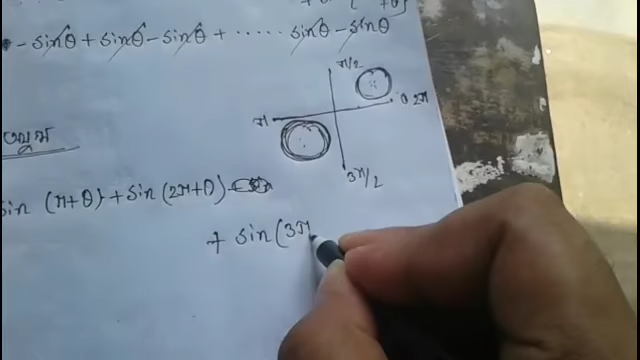 +θ)
- sinθ + sinθ - sinθ + ...... sinθ - sinθ
π/2
0 2π
π
3π/2
sin (π+θ) + sin (2π+θ)
+ sin (3π